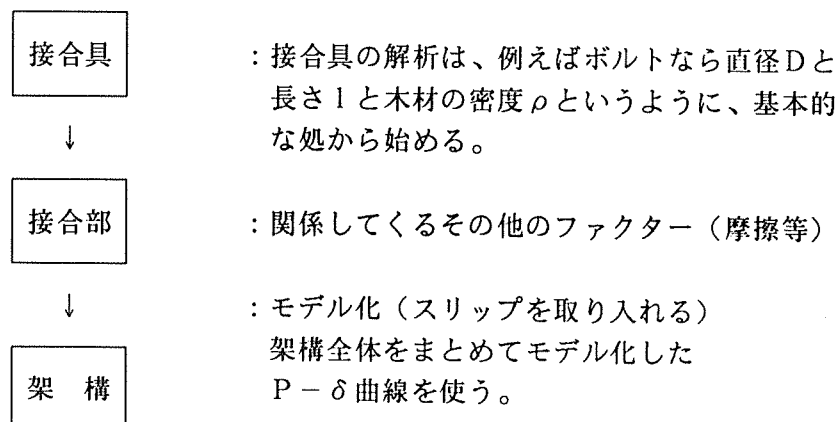 接合具
:接合具の解析は、例えばボルトなら直径Dと
長さlと木材の密度ρというように、基本的
な処から始める。
↓
接合部
:関係してくるその他のファクター(摩擦等)
↓
:モデル化(スリップを取り入れる)
架構全体をまとめてモデル化した
P-δ曲線を使う。
架 構